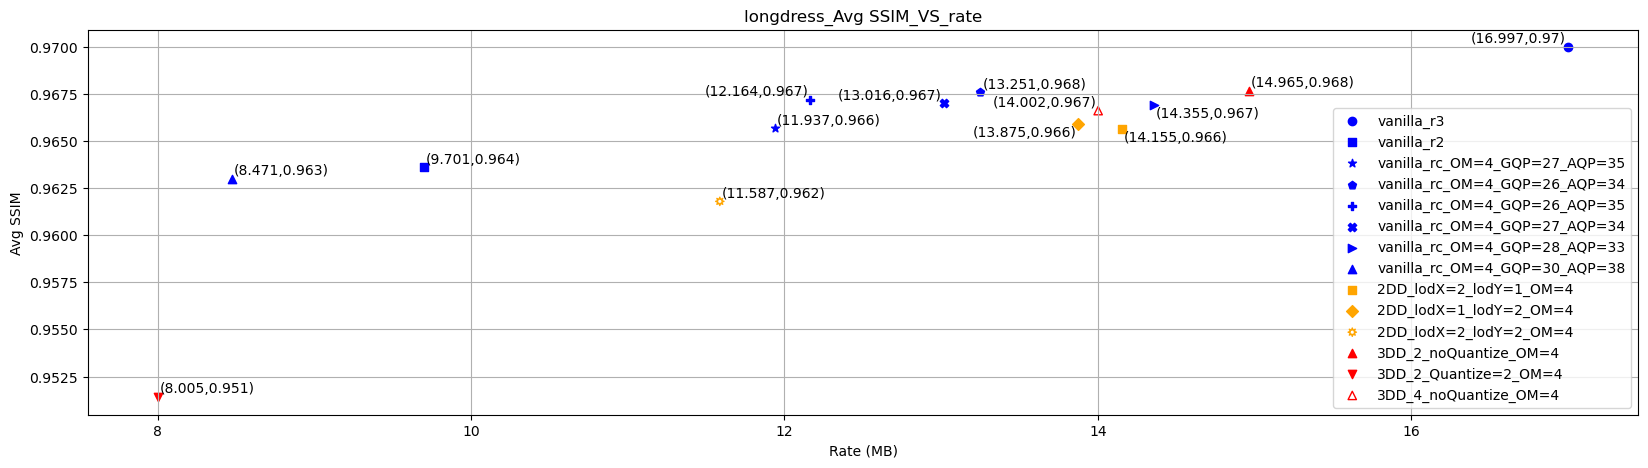 longdress_Avg SSIM_VS_rate
Avg SSIM
0.9700
0.9675
0.9650
0.9625
0.9600
0.9575
0.9550
0.9525
(16.997,0.97)
(13.251,0.968)
(14.965,0.968)
(12.164,0.967)
(13.016,0.967)
(14.002,0.967)
(14.355,0.967)
(11.937,0.966)
(13.875,0.966)
(14.155,0.966)
(9.701,0.964)
(8.471,0.963)
(11.587,0.962)
(8.005,0.951)
vanilla_r3
vanilla_r2
vanilla_rc_OM=4_GQP=27_AQP=35
vanilla_rc_OM=4_GQP=26_AQP=34
vanilla_rc_OM=4_GQP=26_AQP=35
vanilla_rc_OM=4_GQP=27_AQP=34
vanilla_rc_OM=4_GQP=28_AQP=33
vanilla_rc_OM=4_GQP=30_AQP=38
2DD_lodX=2_lodY=1_OM=4
2DD_lodX=1_lodY=2_OM=4
2DD_lodX=2_lodY=2_OM=4
3DD_2_noQuantize_OM=4
3DD_2_Quantize=2_OM=4
3DD_4_noQuantize_OM=4
8
10
12
14
16
Rate (MB)